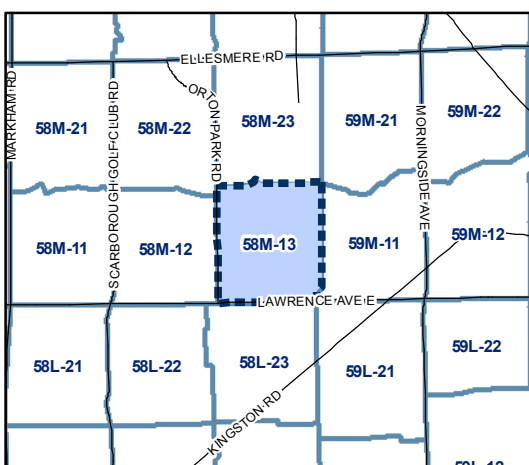 ELLESMERE RD
MARKHAM RD
SCARBOROUGH GOLF CLUB RD
ORTON PARK RD
MORNINGSIDE AVE
58M-21
58M-22
58M-23
59M-21
59M-22
58M-11
58M-12
58M-13
59M-11
59M-12
LAWRENCE AVE E
58L-21
58L-22
58L-23
59L-21
59L-22
KINGSTON RD
59L-12